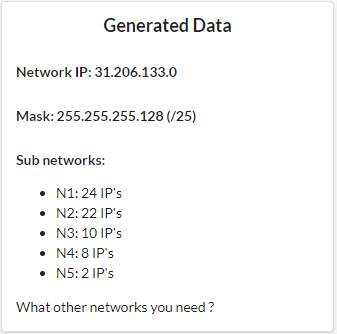 Generated Data
Network IP: 31.206.133.0
Mask: 255.255.255.128 (/25)
Sub networks:
N1: 24 IP's
N2: 22 IP's
N3: 10 IP's
N4: 8 IP's
N5: 2 IP's
What other networks you need ?